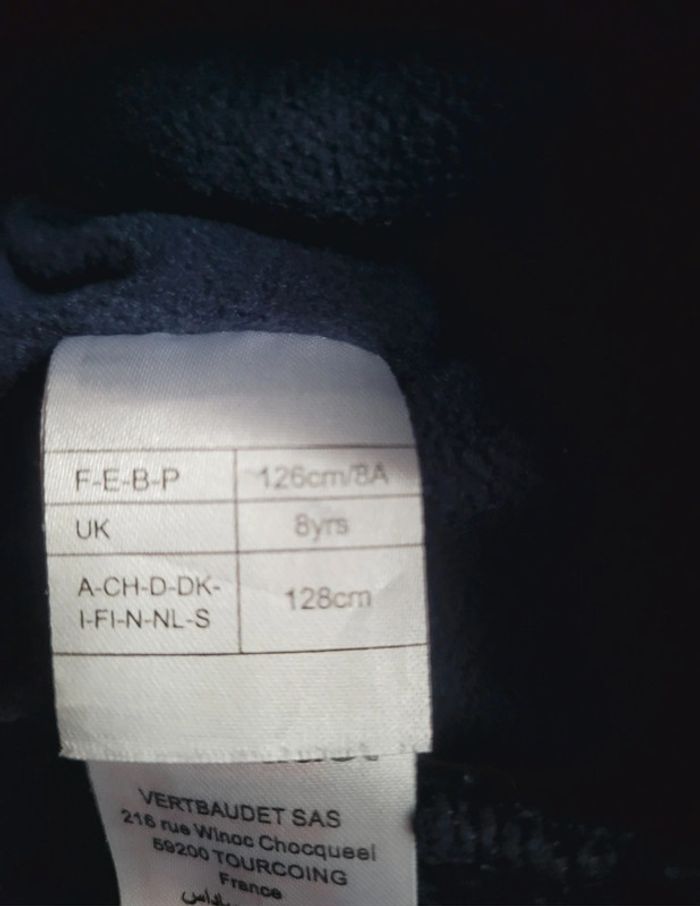 F-E-B-P 126cm/8A
UK 8yrs
A-CH-D-DK-
I-FI-N-NL-S
128cm
VERTBAUDET SAS
216 rue Winoc Chocqueel
59200 TOURCOING
France